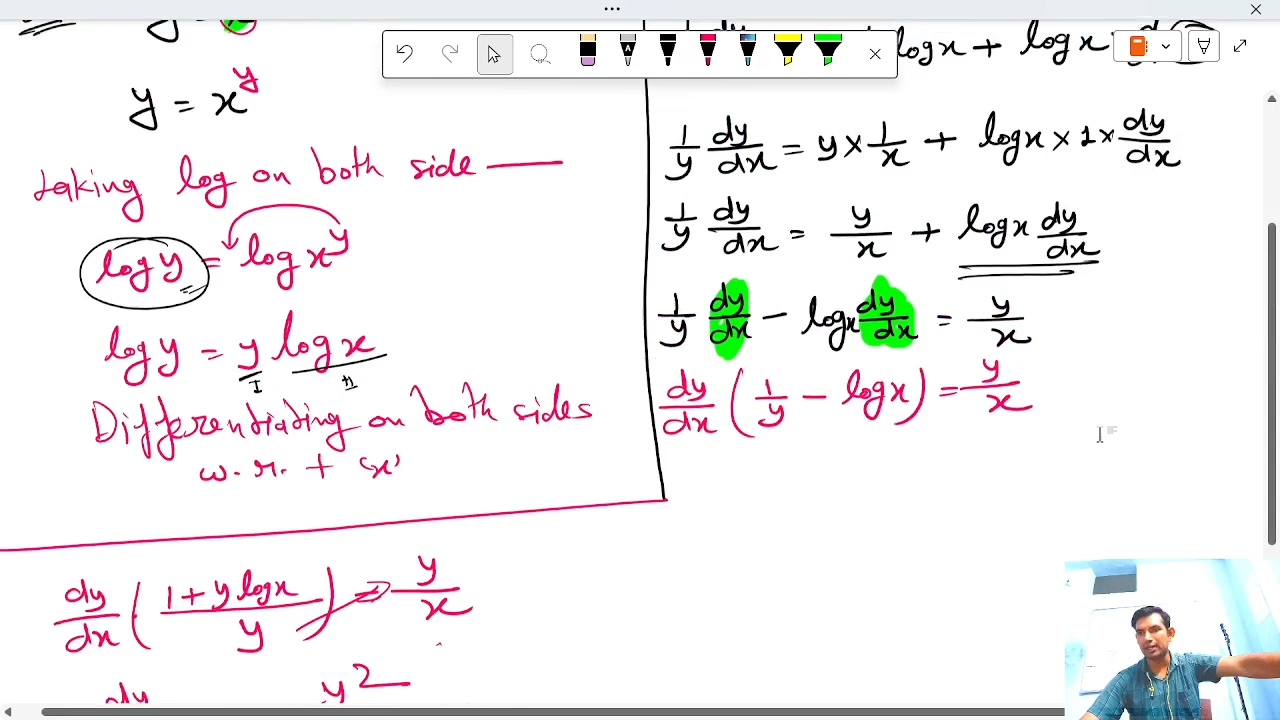 y = x^y
taking log on both side —
log y = log x^y
log y = y log x
I II
Differentiating on both sides
w.r.t 'x'
log x + log x
1/y dy/dx = y × 1/x + log x × 1 × dy/dx
1/y dy/dx = y/x + log x dy/dx
1/y dy/dx − log x dy/dx = y/x
dy/dx (1/y − log x) = y/x
dy/dx (1 + y log x / y) = y/x
dy y²